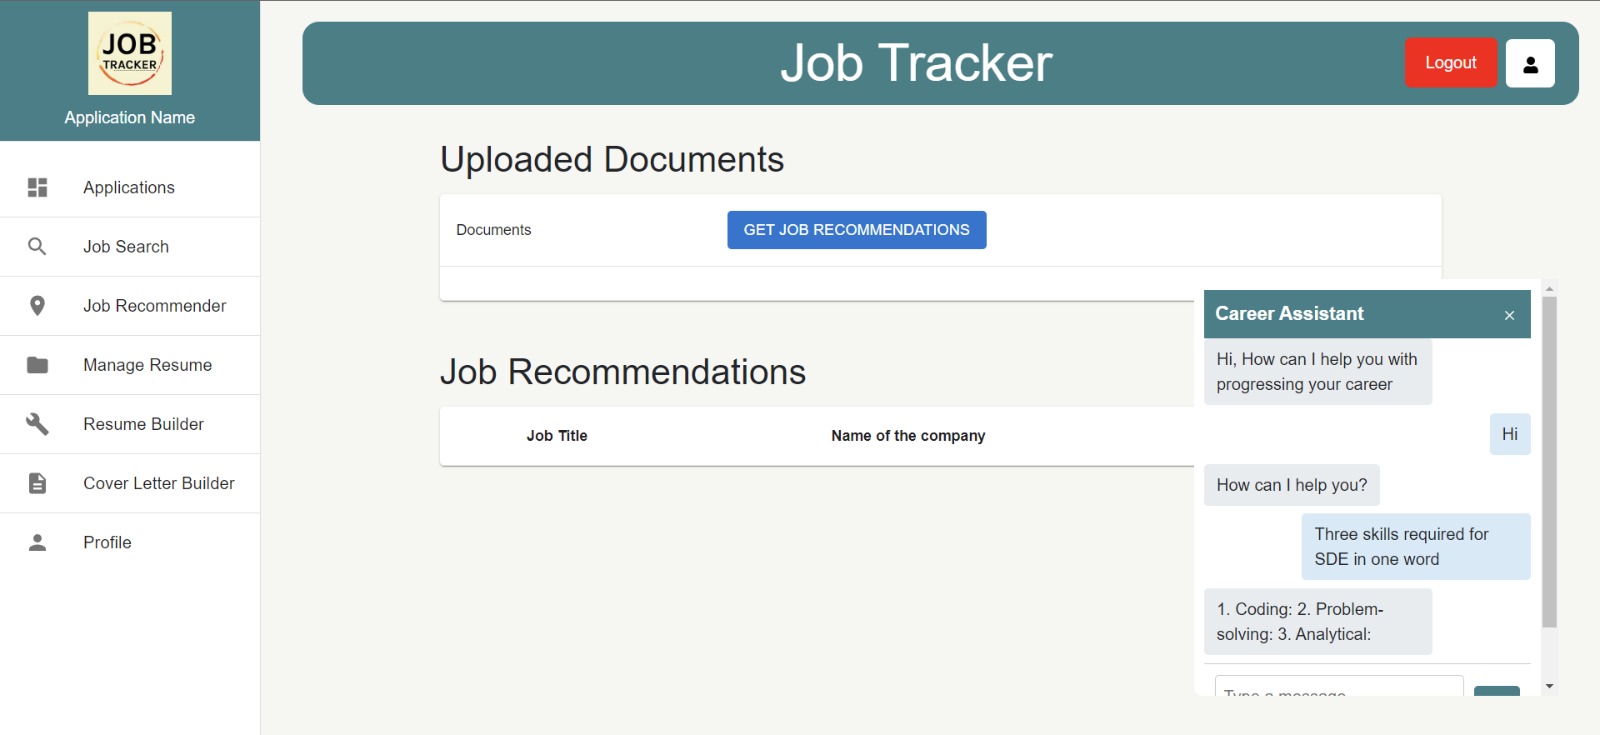 JOB
TRACKER
Application Name
Applications
Job Search
Job Recommender
Manage Resume
Resume Builder
Cover Letter Builder
Profile
Job Tracker
Logout
Uploaded Documents
Documents
GET JOB RECOMMENDATIONS
Job Recommendations
Job Title
Name of the company
Career Assistant
×
Hi, How can I help you with
progressing your career
Hi
How can I help you?
Three skills required for
SDE in one word
1. Coding: 2. Problem-
solving: 3. Analytical:
Type a message